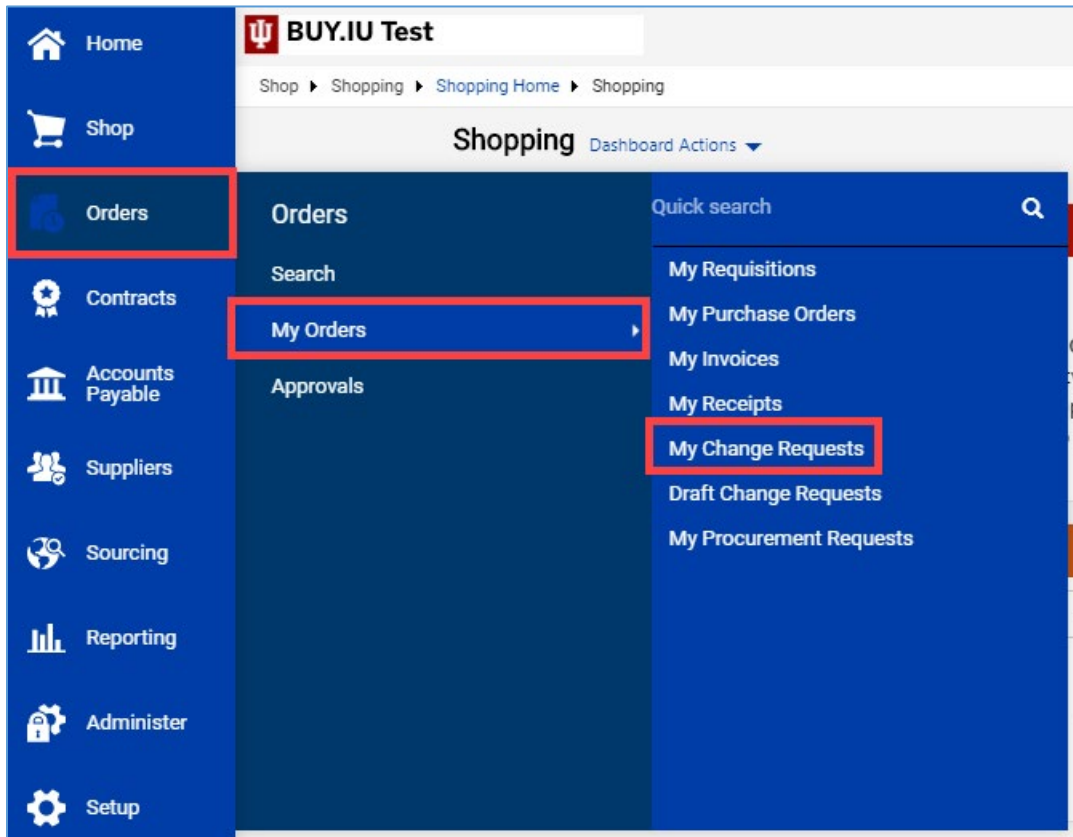 Home
Shop
Orders
Contracts
Accounts
Payable
Suppliers
Sourcing
Reporting
Administer
Setup
BUY.IU Test
Shop Shopping Shopping Home Shopping
Shopping Dashboard Actions
Orders
Search
My Orders
Approvals
Quick search
My Requisitions
My Purchase Orders
My Invoices
My Receipts
My Change Requests
Draft Change Requests
My Procurement Requests